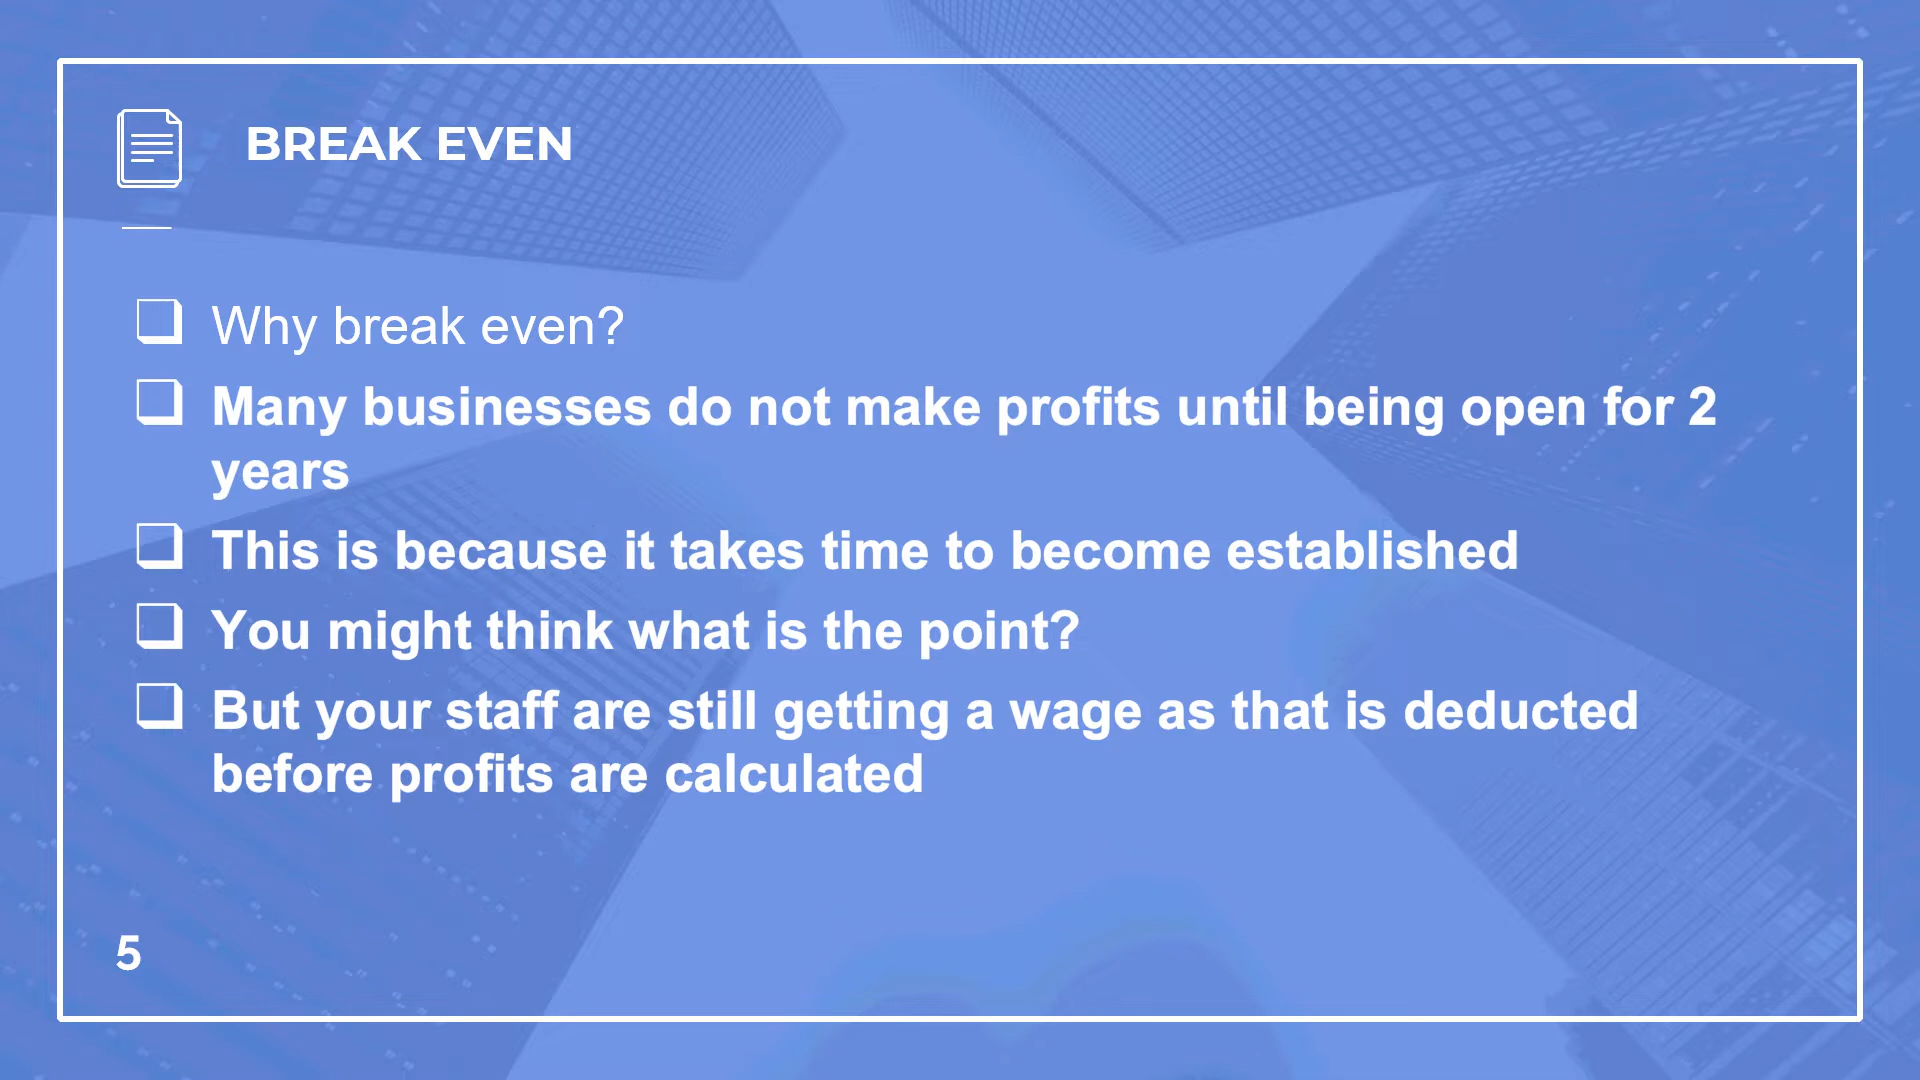 BREAK EVEN
Why break even?
Many businesses do not make profits until being open for 2
years
This is because it takes time to become established
You might think what is the point?
But your staff are still getting a wage as that is deducted
before profits are calculated
5